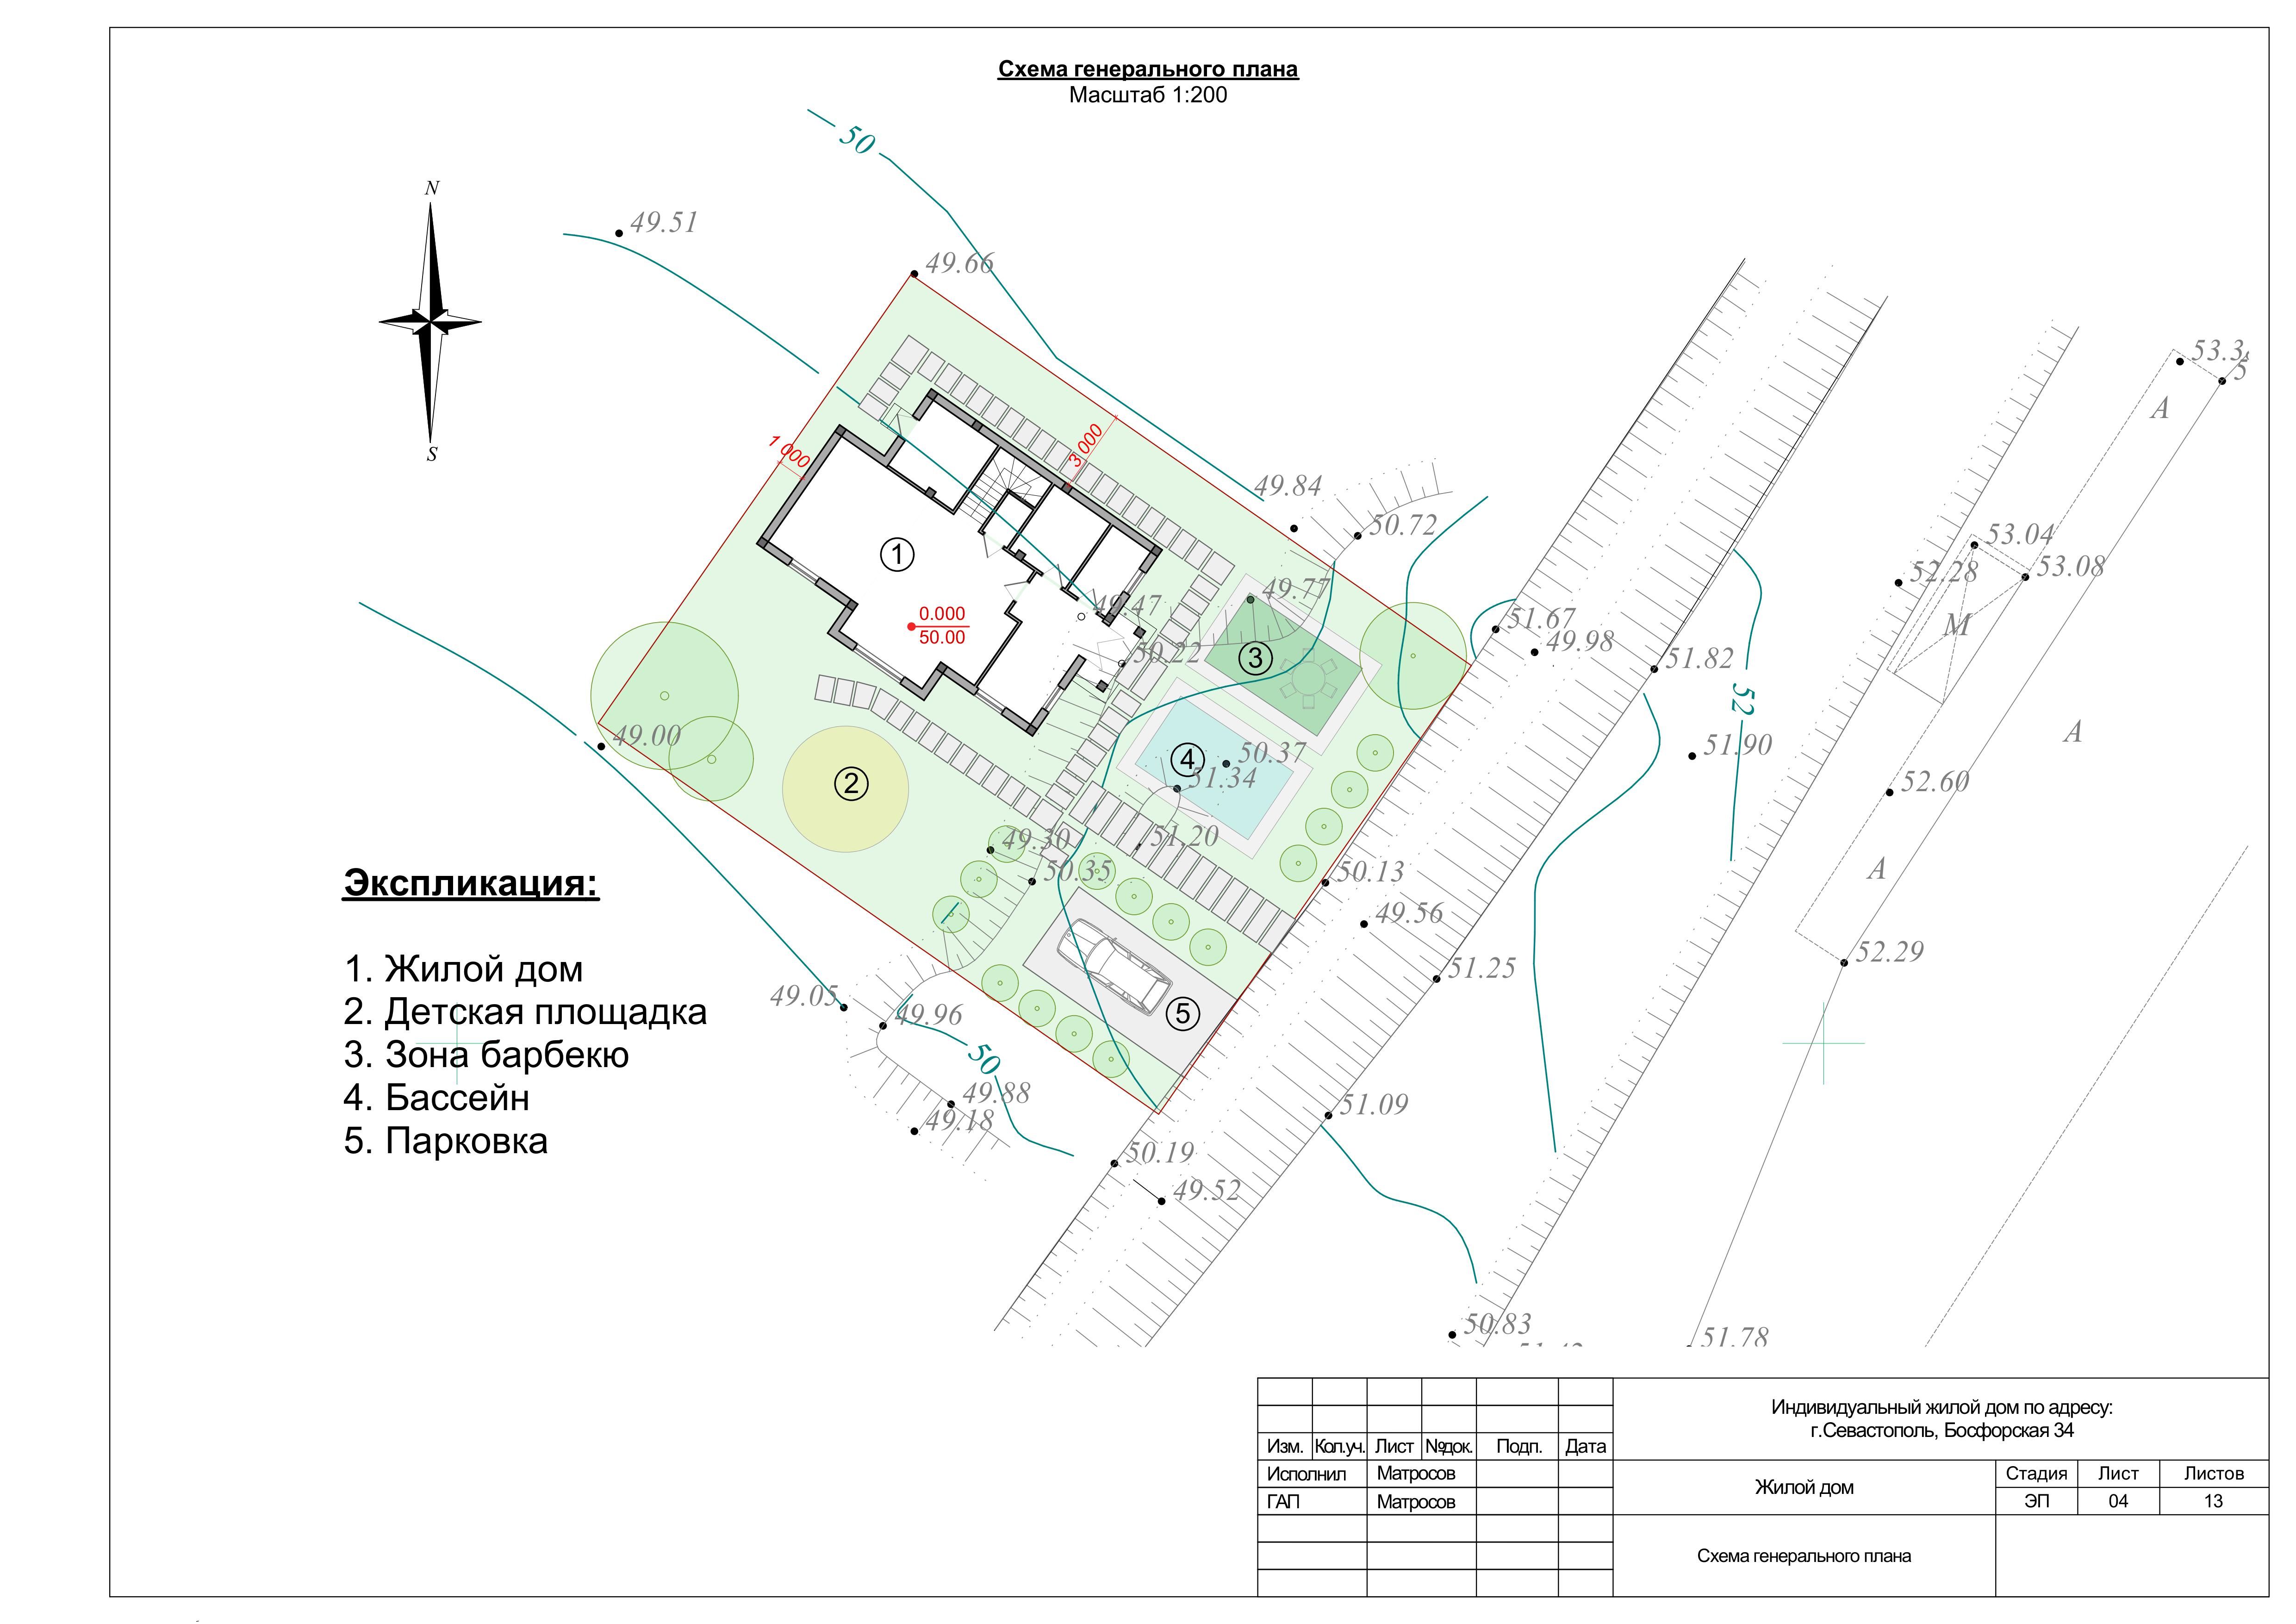 Схема генерального плана
Масштаб 1:200
50
N
49.51
49.66
S
1 000
3 000
49.84
50.72
53.04
53.08
52.28
A
M
1
49.77
49.47
0.000
50.00
50.22
3
51.67
49.98
51.82
52
51.90
A
49.00
2
4
50.37
51.34
52.60
49.30
51.20
50.35
50.13
49.56
A
52.29
51.25
Экспликация:
1. Жилой дом
2. Детская площадка
3. Зона барбекю
4. Бассейн
5. Парковка
49.05
49.96
5
50
49.88
49.18
51.09
50.19
49.52
50.83
51.78
Индивидуальный жилой дом по адресу:
г.Севастополь, Босфорская 34
Изм. Кол.уч. Лист №док. Подп. Дата
Исполнил Матросов
ГАП Матросов
Жилой дом
Стадия Лист Листов
ЭП 04 13
Схема генерального плана